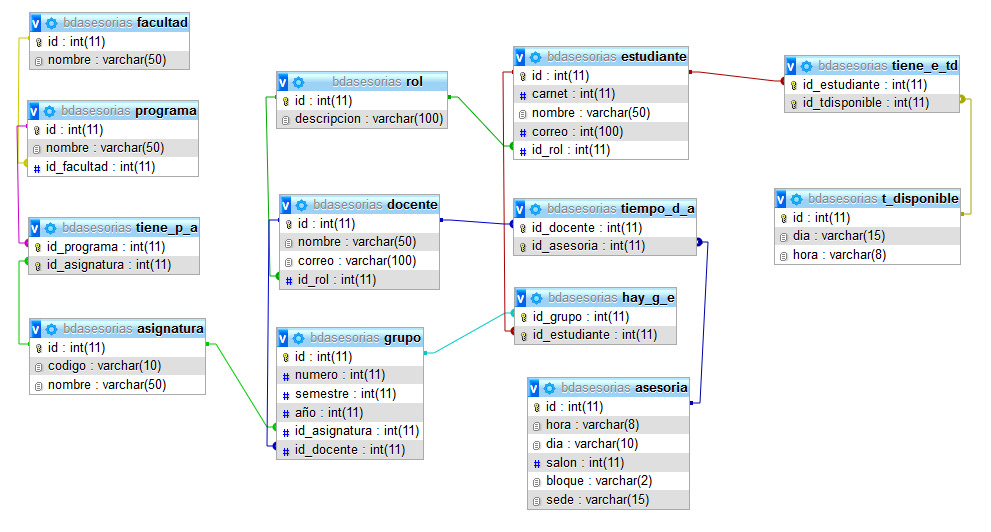 bdasesorias facultad
id : int(11)
nombre : varchar(50)
bdasesorias programa
id : int(11)
nombre : varchar(50)
# id_facultad : int(11)
bdasesorias tiene_p_a
id_programa : int(11)
id_asignatura : int(11)
bdasesorias asignatura
id : int(11)
codigo : varchar(10)
nombre : varchar(50)
bdasesorias rol
id : int(11)
descripcion : varchar(100)
bdasesorias docente
id : int(11)
nombre : varchar(50)
correo : varchar(100)
# id_rol : int(11)
bdasesorias grupo
id : int(11)
# numero : int(11)
# semestre : int(11)
# año : int(11)
# id_asignatura : int(11)
# id_docente : int(11)
bdasesorias estudiante
id : int(11)
# carnet : int(11)
nombre : varchar(50)
# correo : int(100)
# id_rol : int(11)
bdasesorias tiempo_d_a
id_docente : int(11)
id_asesoria : int(11)
bdasesorias hay_g_e
id_grupo : int(11)
id_estudiante : int(11)
bdasesorias asesoria
id : int(11)
hora : varchar(8)
dia : varchar(10)
# salon : int(11)
bloque : varchar(2)
sede : varchar(15)
bdasesorias tiene_e_td
id_estudiante : int(11)
id_tdisponible : int(11)
bdasesorias t_disponible
id : int(11)
dia : varchar(15)
hora : varchar(8)